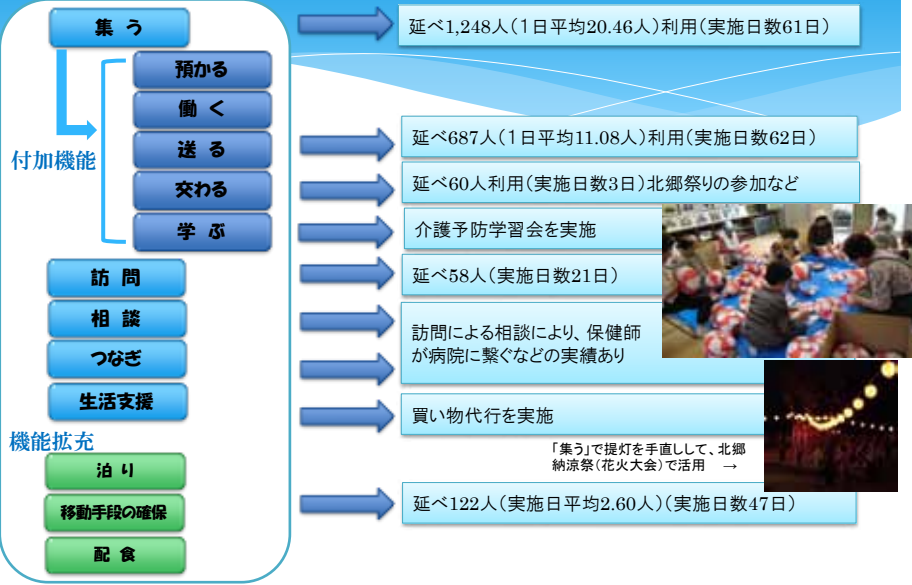 集う
延べ1,248人(1日平均20.46人)利用(実施日数61日)
預かる
働く
付加機能
送る
延べ687人(1日平均11.08人)利用(実施日数62日)
交わる
延べ60人利用(実施日数3日)北郷祭りの参加など
学ぶ
介護予防学習会を実施
訪問
延べ58人(実施日数21日)
相談
つなぎ
訪問による相談により、保健師
が病院に繋ぐなどの実績あり
生活支援
買い物代行を実施
「集う」で提灯を手直しして、北郷
納涼祭(花火大会)で活用 →
機能拡充
泊り
移動手段の確保
延べ122人(実施日平均2.60人)(実施日数47日)
配食